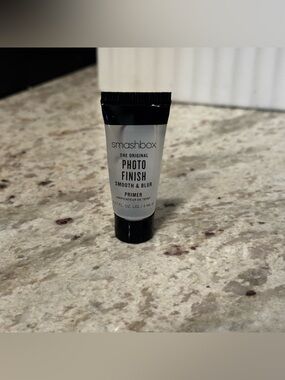 smashbox
THE ORIGINAL
PHOTO
FINISH
SMOOTH & BLUR
PRIMER